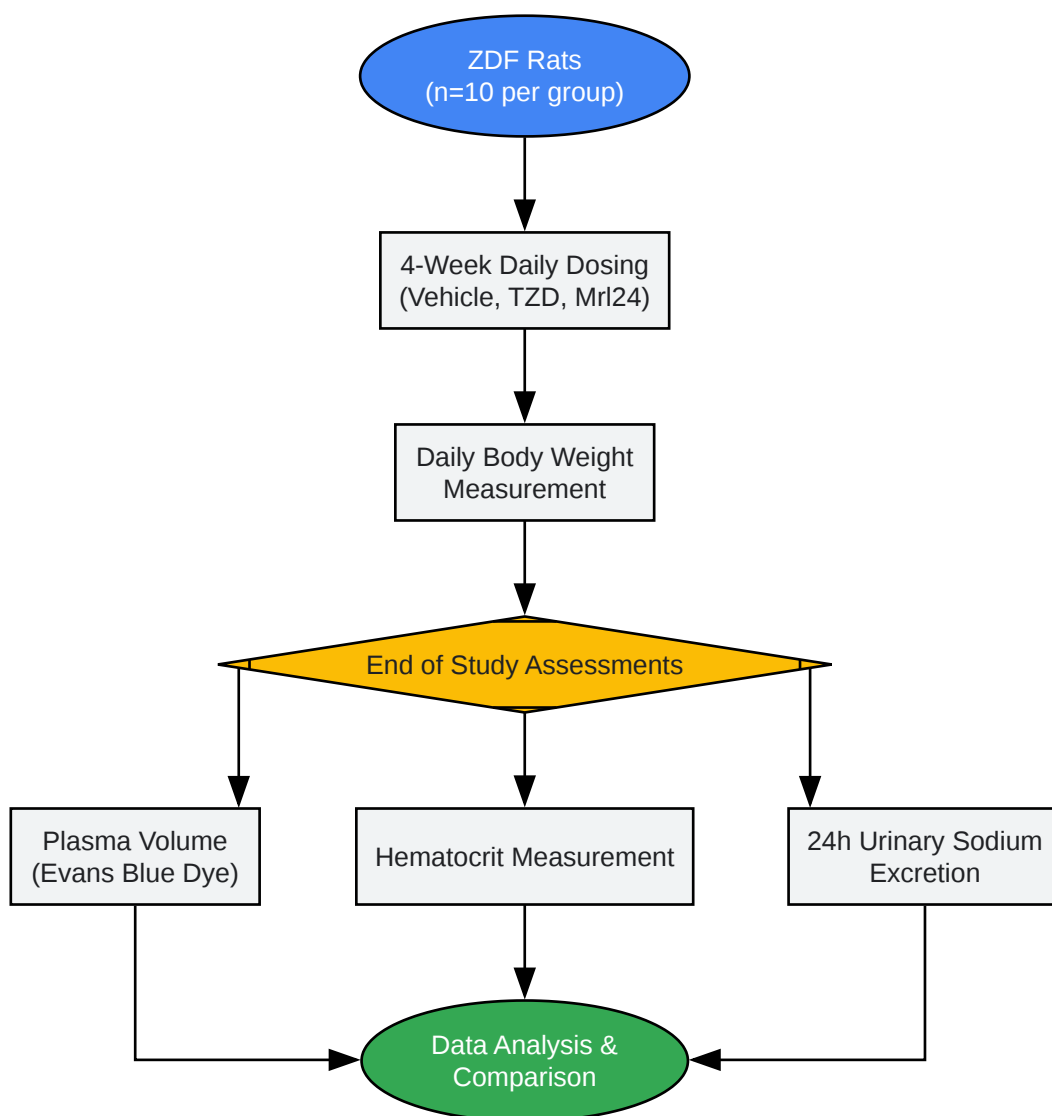 ZDF Rats
(n=10 per group)
4-Week Daily Dosing
(Vehicle, TZD, Mrl24)
Daily Body Weight
Measurement
End of Study Assessments
Plasma Volume
(Evans Blue Dye)
Hematocrit Measurement
24h Urinary Sodium
Excretion
Data Analysis &
Comparison